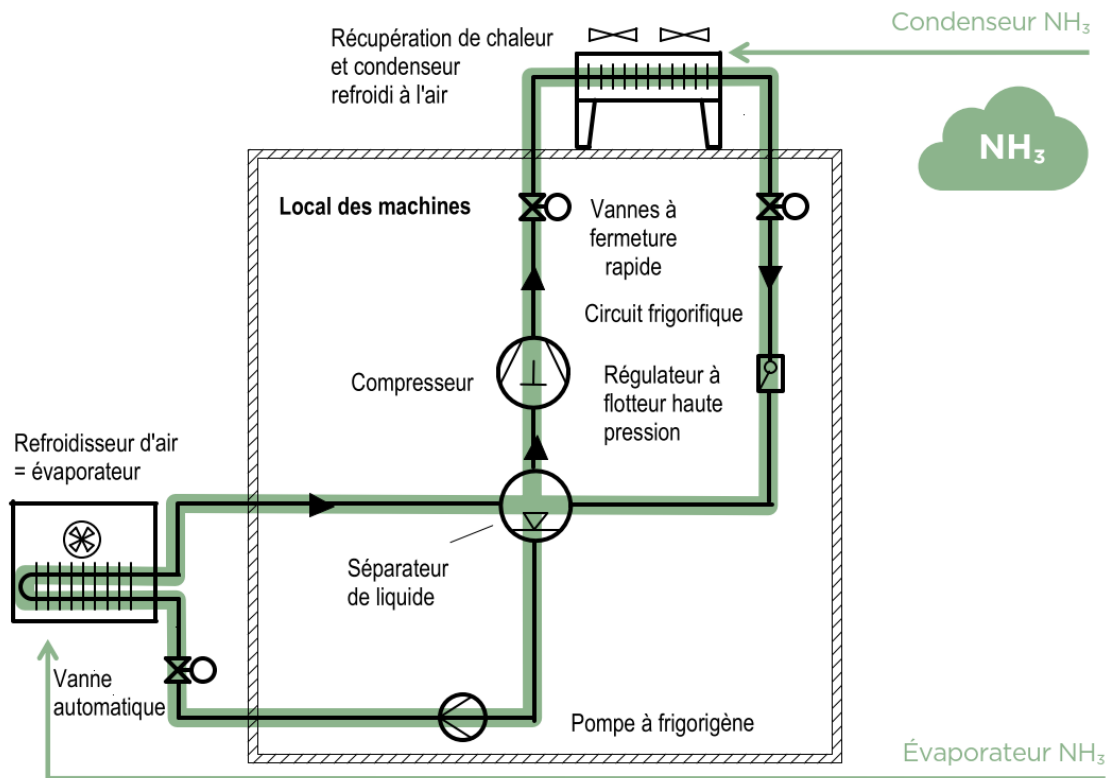 Condenseur NH₃
Récupération de chaleur
et condenseur
refroidi à l'air
NH₃
Local des machines
Vannes à
fermeture
rapide
Circuit frigorifique
Compresseur
Régulateur à
flotteur haute
pression
Refroidisseur d'air
= évaporateur
Séparateur
de liquide
Vanne
automatique
Pompe à frigorigène
Évaporateur NH₃